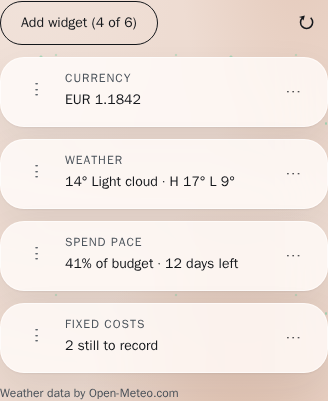 Add widget (4 of 6)
CURRENCY
EUR 1.1842
WEATHER
14° Light cloud · H 17° L 9°
SPEND PACE
41% of budget · 12 days left
FIXED COSTS
2 still to record
Weather data by Open-Meteo.com